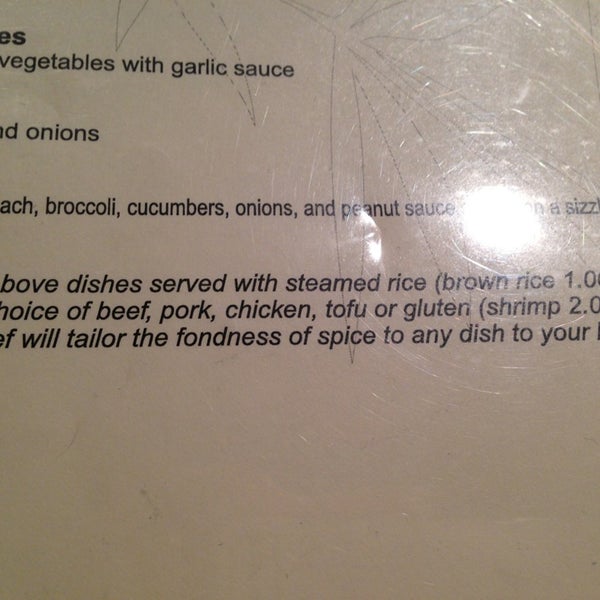 es
vegetables with garlic sauce
nd onions
ach, broccoli, cucumbers, onions, and peanut sauce on a sizzl
bove dishes served with steamed rice (brown rice 1.0
hoice of beef, pork, chicken, tofu or gluten (shrimp 2.0
ef will tailor the fondness of spice to any dish to your